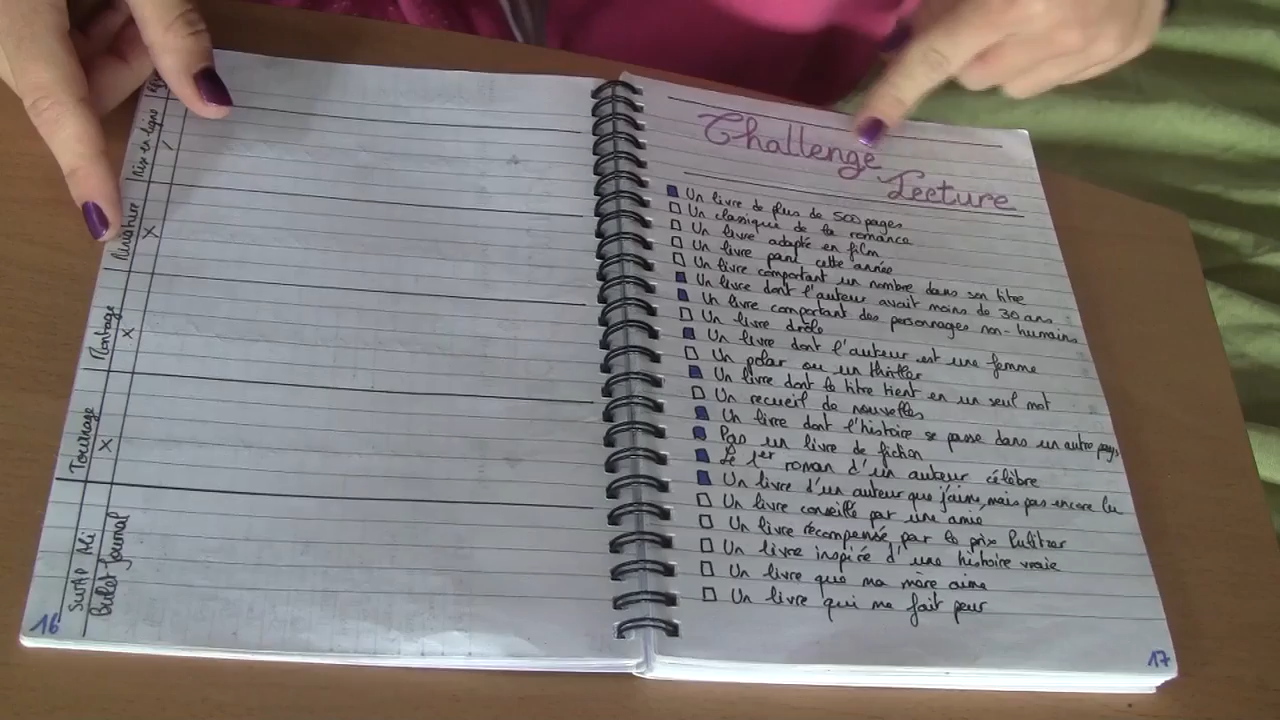 Tournage
Montage
Miniature
Mise en ligne
SWAP Mi
Bulet Journal
16
Challenge
Lecture
Un livre de plus de 500 pages
Un classique de la romance
Un livre adapté en film
Un livre paru cette année
Un livre comportant un nombre dans son titre
Un livre dont l'auteur avait moins de 30 ans
Un livre comportant des personnages non-humains
Un livre drôle
Un livre dont l'auteur est une femme
Un polar ou un thriller
Un livre dont le titre tient en un seul mot
Un recueil de nouvelles
Un livre dont l'histoire se passe dans un autre pays
Pas un livre de fiction
Le 1er roman d'un auteur célèbre
Un livre d'un auteur que j'aime, mais pas encore lu
Un livre conseillé par une amie
Un livre récompensé par le prix Pulitzer
Un livre inspiré d'une histoire vraie
Un livre que ma mère aime
Un livre qui me fait peur
17